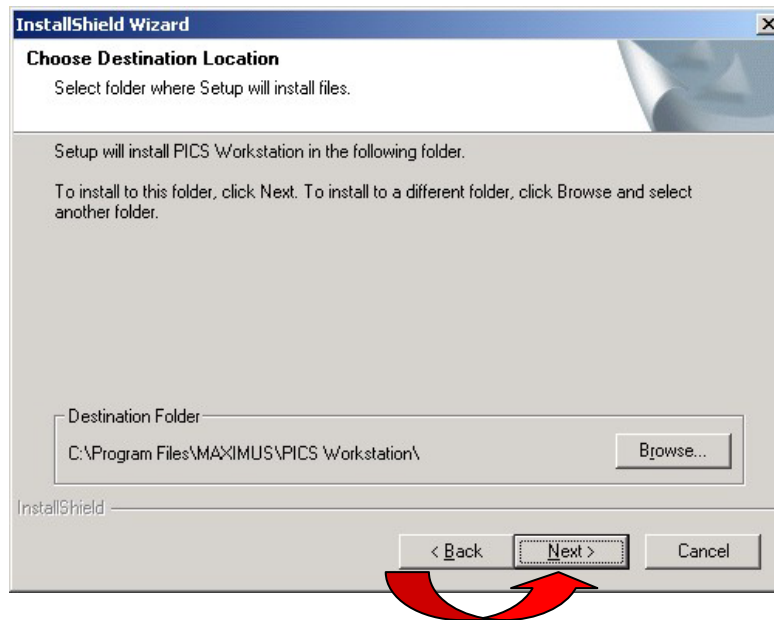 InstallShield Wizard
Choose Destination Location
Select folder where Setup will install files.
Setup will install PICS Workstation in the following folder.
To install to this folder, click Next. To install to a different folder, click Browse and select
another folder.
Destination Folder
C:\Program Files\MAXIMUS\PICS Workstation\
Browse...
InstallShield
< Back
Next >
Cancel